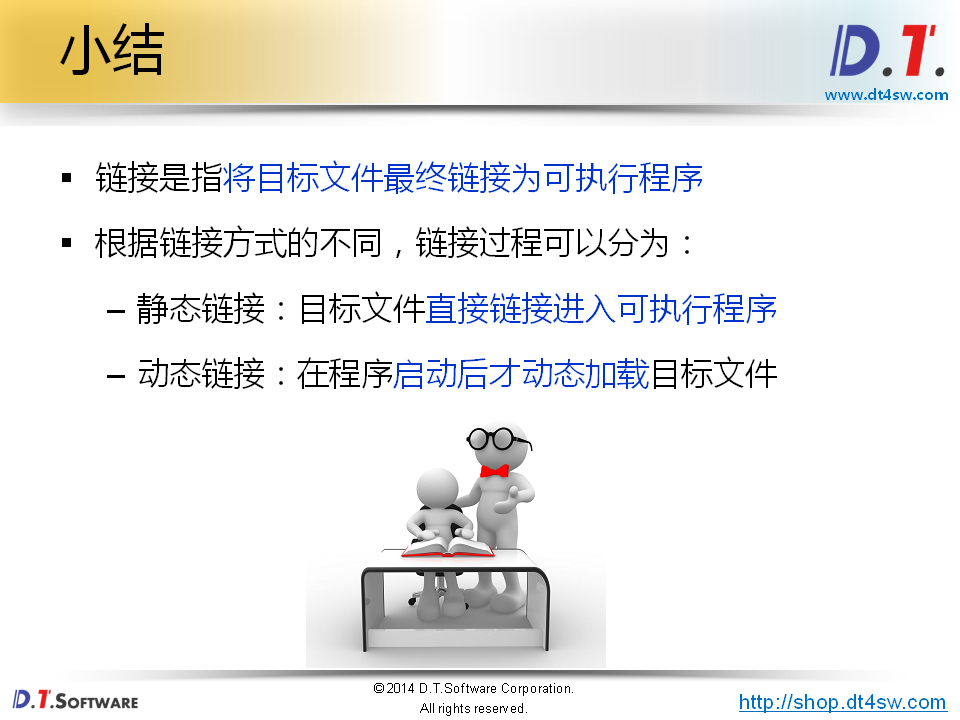 小结
D.T.
www.dt4sw.com
▪ 链接是指将目标文件最终链接为可执行程序
▪ 根据链接方式的不同，链接过程可以分为：
– 静态链接：目标文件直接链接进入可执行程序
– 动态链接：在程序启动后才动态加载目标文件
D.T.SOFTWARE
©2014 D.T.Software Corporation.
All rights reserved.
http://shop.dt4sw.com